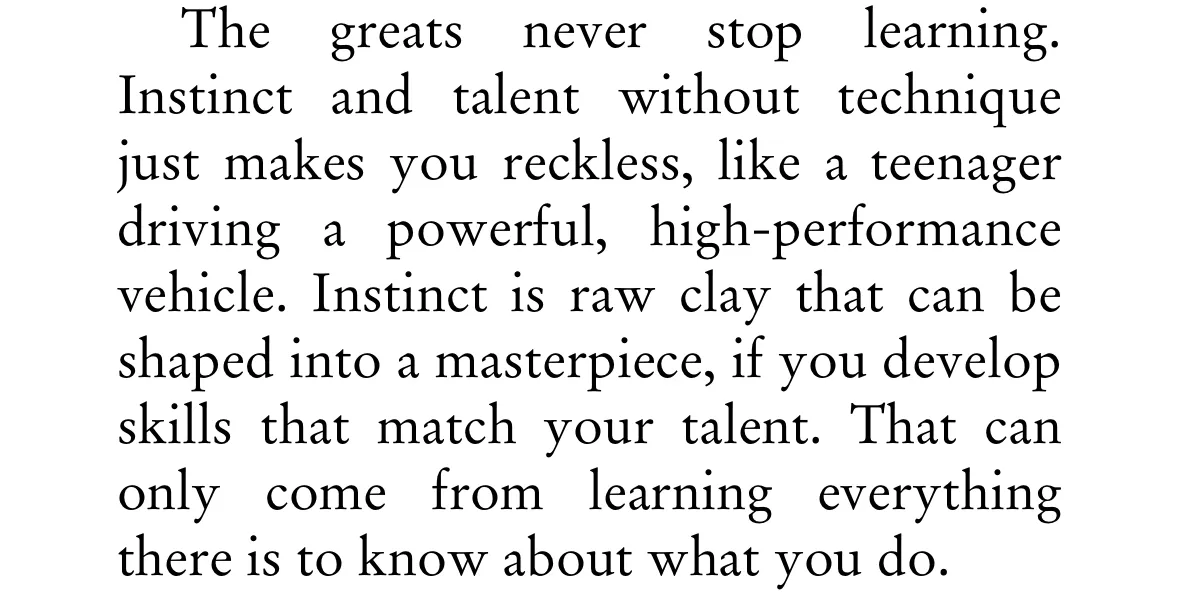 The greats never stop learning.
Instinct and talent without technique
just makes you reckless, like a teenager
driving a powerful, high-performance
vehicle. Instinct is raw clay that can be
shaped into a masterpiece, if you develop
skills that match your talent. That can
only come from learning everything
there is to know about what you do.